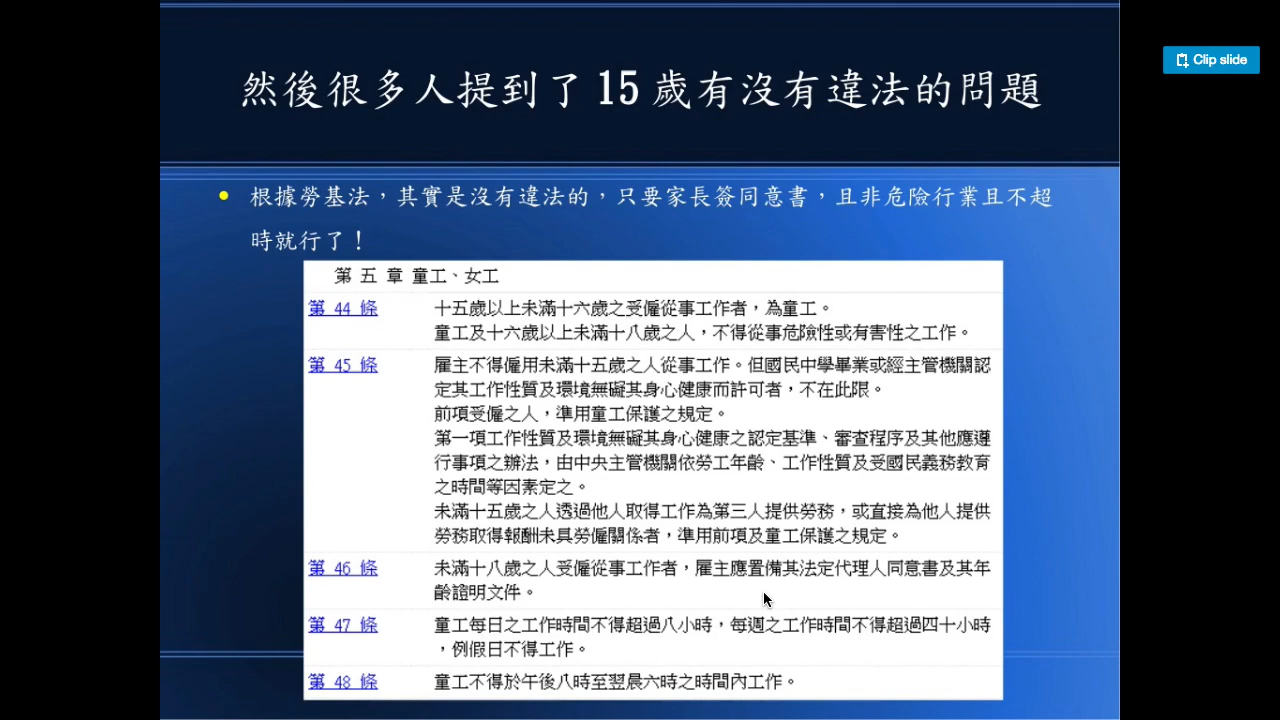 Clip slide
然後很多人提到了 15 歲有沒有違法的問題
根據勞基法，其實是沒有違法的，只要家長簽同意書，且非危險行業且不超
時就行了！
第 五 章 童工、女工
第 44 條
十五歲以上未滿十六歲之受僱從事工作者，為童工。
童工及十六歲以上未滿十八歲之人，不得從事危險性或有害性之工作。
第 45 條
雇主不得僱用未滿十五歲之人從事工作。但國民中學畢業或經主管機關認
定其工作性質及環境無礙其身心健康而許可者，不在此限。
前項受僱之人，準用童工保護之規定。
第一項工作性質及環境無礙其身心健康之認定基準、審查程序及其他應遵
行事項之辦法，由中央主管機關依勞工年齡、工作性質及受國民義務教育
之時間等因素定之。
未滿十五歲之人透過他人取得工作為第三人提供勞務，或直接為他人提供
勞務取得報酬未具勞僱關係者，準用前項及童工保護之規定。
第 46 條
未滿十八歲之人受僱從事工作者，雇主應置備其法定代理人同意書及其年
齡證明文件。
第 47 條
童工每日之工作時間不得超過八小時，每週之工作時間不得超過四十小時
，例假日不得工作。
第 48 條
童工不得於午後八時至翌晨六時之時間內工作。